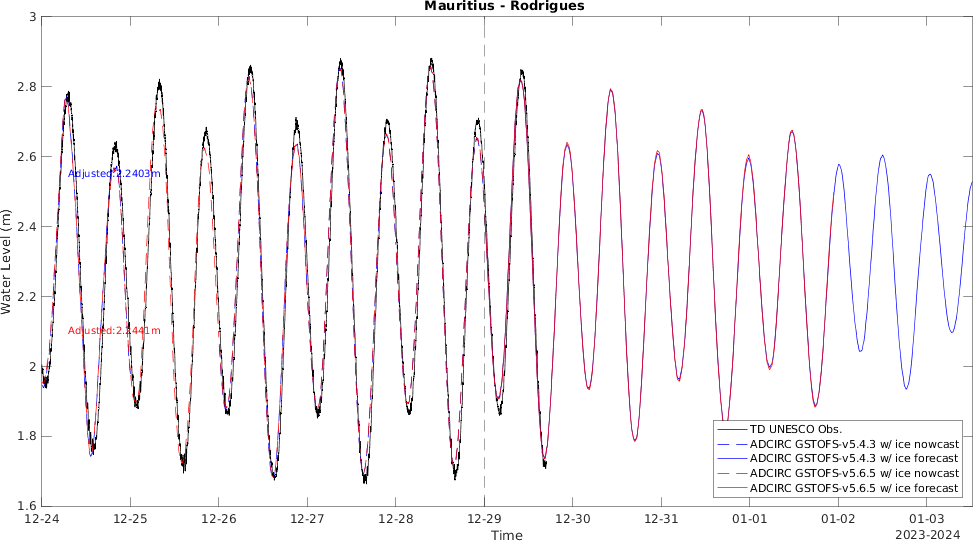 Mauritius - Rodrigues
3
2.8
2.6
2.4
2.2
2
1.8
1.6
Water Level (m)
Adjusted:2.2403m
Adjusted:2.2441m
TD UNESCO Obs.
ADCIRC GSTOFS-v5.4.3 w/ ice nowcast
ADCIRC GSTOFS-v5.4.3 w/ ice forecast
ADCIRC GSTOFS-v5.6.5 w/ ice nowcast
ADCIRC GSTOFS-v5.6.5 w/ ice forecast
12-24 12-25 12-26 12-27 12-28 12-29 12-30 12-31 01-01 01-02 01-03
Time
2023-2024